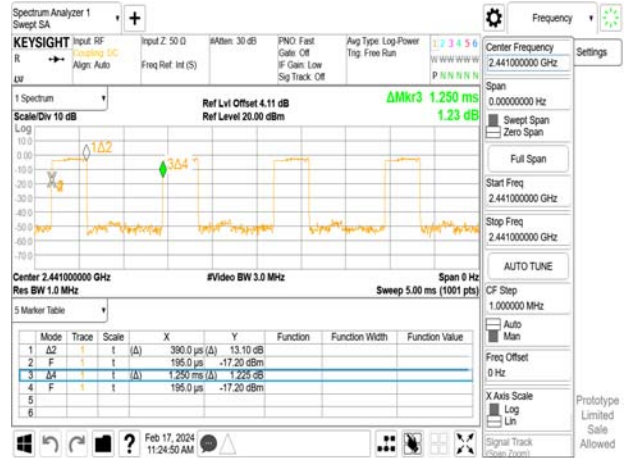 Spectrum Analyzer 1
Swept SA
+
Frequency
KEYSIGHT
R
Input: RF
Coupling: DC
Align: Auto
Input Z: 50 Ω
Freq Ref: Int (S)
#Atten: 30 dB
PNO: Fast
Gate: Off
IF Gain: Low
Sig Track: Off
Avg Type: Log-Power
Trig: Free Run
1 2 3 4 5 6
W W W W W W
P N N N N N
Center Frequency
2.441000000 GHz
Settings
1 Spectrum
Scale/Div 10 dB
Ref Lvl Offset 4.11 dB
Ref Level 20.00 dBm
ΔMkr3 1.250 ms
1.23 dB
Span
0.00000000 Hz
Swept Span
Zero Span
Full Span
Start Freq
2.441000000 GHz
Stop Freq
2.441000000 GHz
AUTO TUNE
CF Step
1.000000 MHz
Auto
Man
Freq Offset
0 Hz
X Axis Scale
Log
Lin
Signal Track
(Span Zoom)
Log
10.0
0.00
-10.0
-20.0
-30.0
-40.0
-50.0
-60.0
-70.0
1Δ2
3Δ4
Center 2.441000000 GHz
Res BW 1.0 MHz
#Video BW 3.0 MHz
Span 0 Hz
Sweep 5.00 ms (1001 pts)
5 Marker Table
Mode Trace Scale X Y Function Function Width Function Value
1 Δ2 1 t (Δ) 390.0 µs (Δ) 13.10 dB
2 F 1 t 195.0 µs -17.20 dBm
3 Δ4 1 t (Δ) 1.250 ms (Δ) 1.225 dB
4 F 1 t 195.0 µs -17.20 dBm
5
6
Prototype
Limited
Sale
Allowed
?
Feb 17, 2024
11:24:50 AM